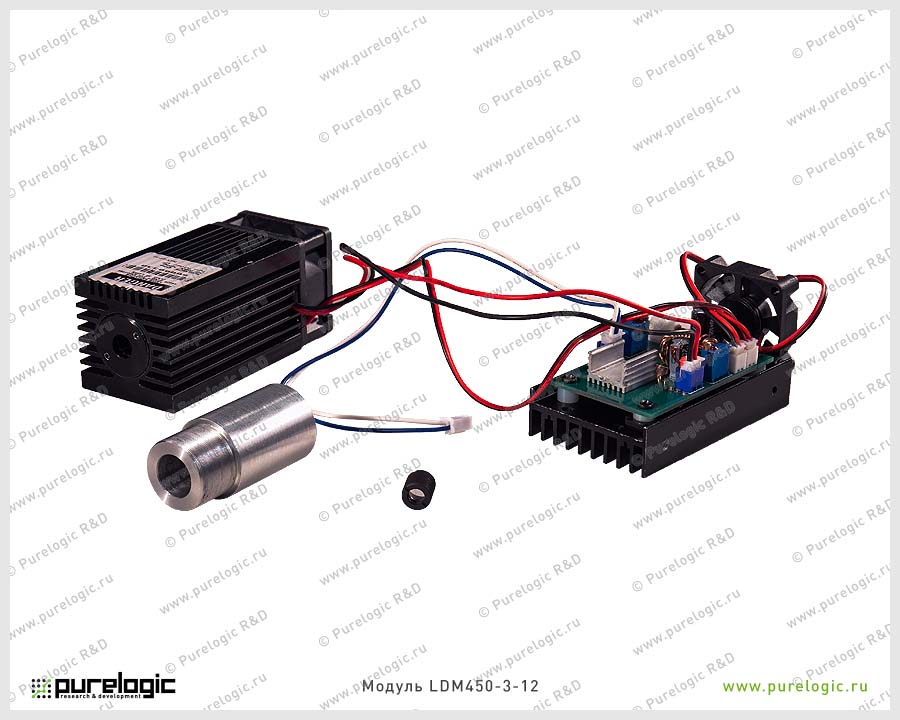 © Purelogic R&D
www.purelogic.ru
purelogic
research & development
Модуль LDM450-3-12
www.purelogic.ru